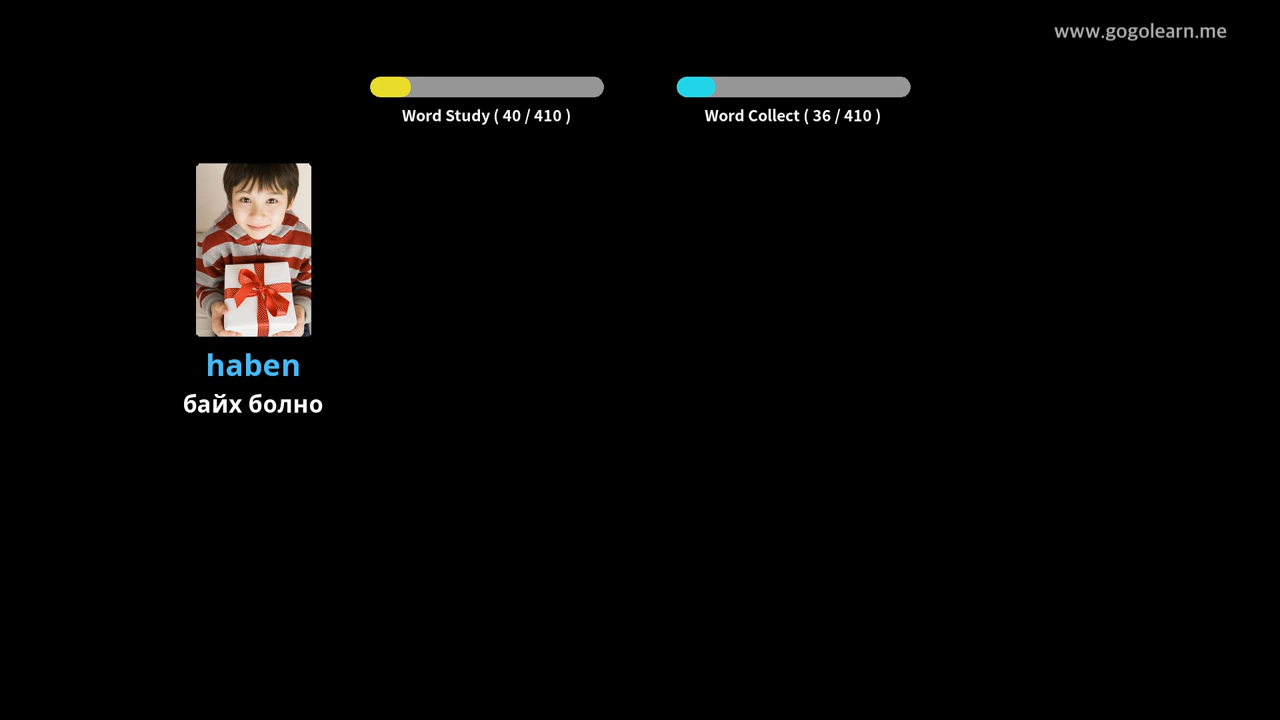 www.gogolearn.me
Word Study ( 40 / 410 )
Word Collect ( 36 / 410 )
haben
байх болно